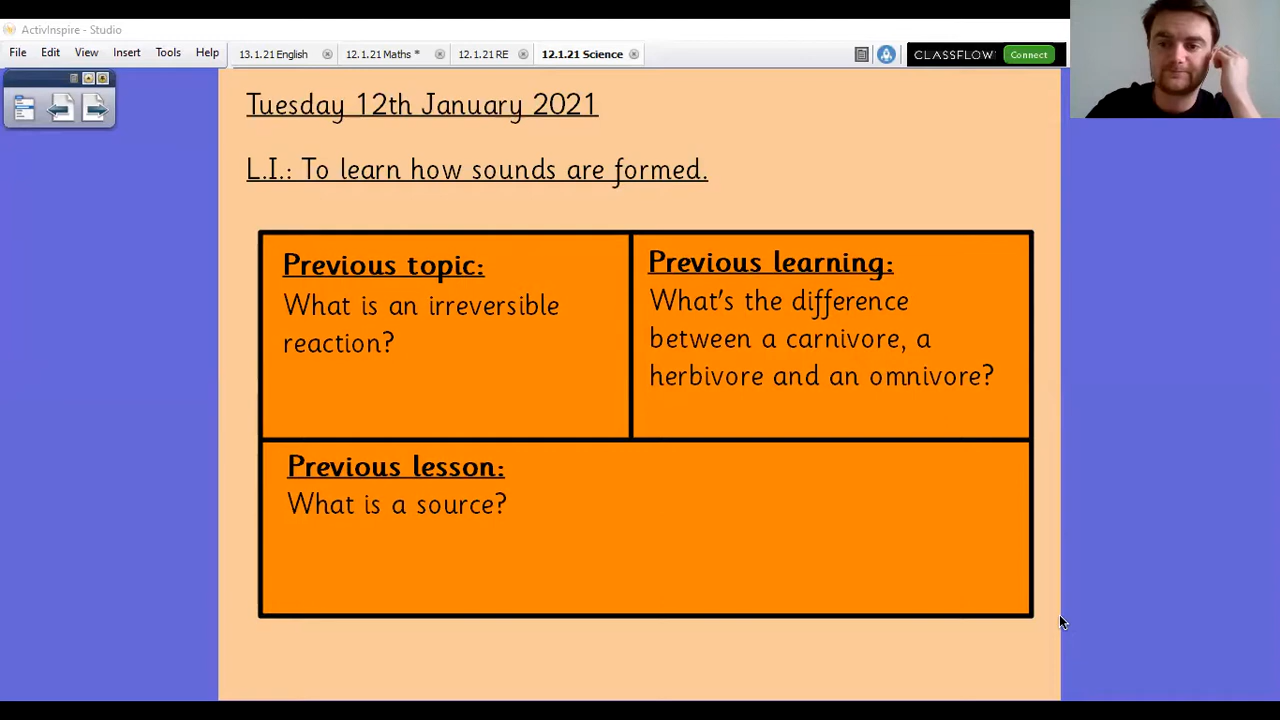 ActivInspire - Studio
File Edit View Insert Tools Help
13.1.21 English 12.1.21 Maths * 12.1.21 RE 12.1.21 Science
CLASSFLOW Connect
Tuesday 12th January 2021
L.I.: To learn how sounds are formed.
Previous topic:
What is an irreversible
reaction?
Previous learning:
What's the difference
between a carnivore, a
herbivore and an omnivore?
Previous lesson:
What is a source?